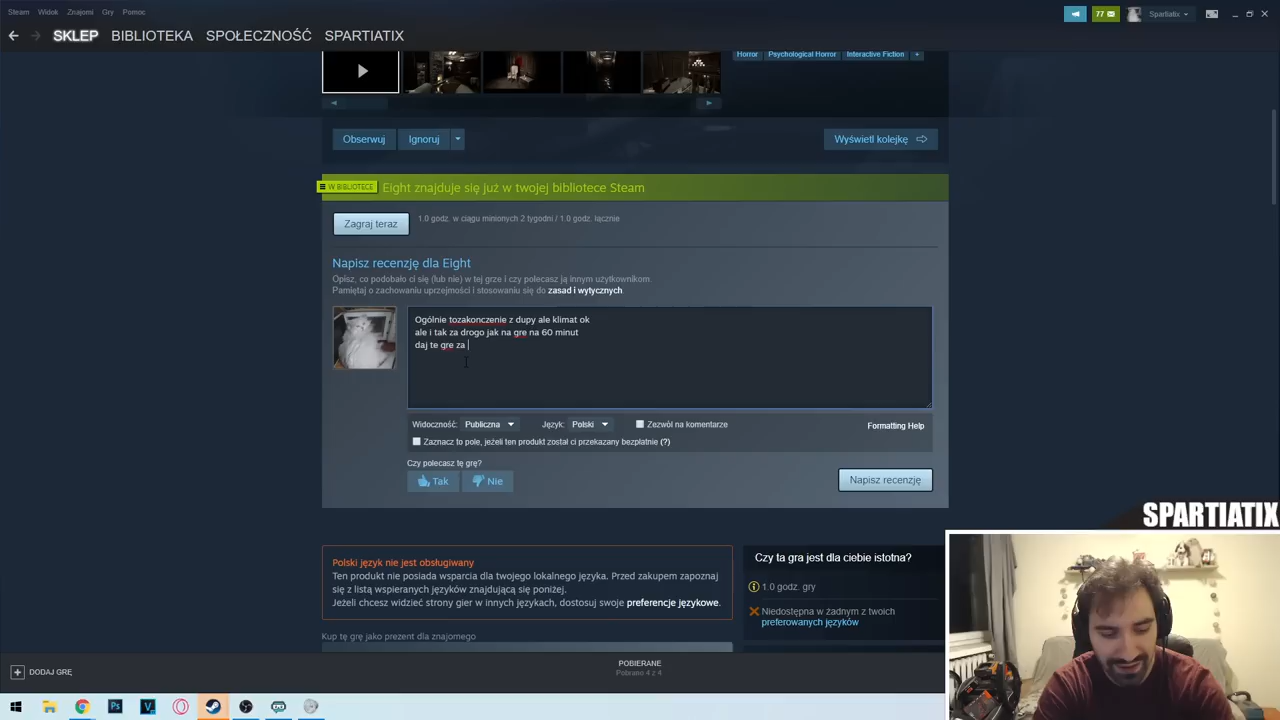 Steam Widok Znajomi Gry Pomoc
77 Spartiatix
SKLEP BIBLIOTEKA SPOŁECZNOŚĆ SPARTIATIX
Horror Psychological Horror Interactive Fiction +
Obserwuj Ignoruj Wyświetl kolejkę
W BIBLIOTECE Eight znajduje się już w twojej bibliotece Steam
Zagraj teraz 1.0 godz. w ciągu minionych 2 tygodni / 1.0 godz. łącznie
Napisz recenzję dla Eight
Opisz, co podobało ci się (lub nie) w tej grze i czy polecasz ją innym użytkownikom.
Pamiętaj o zachowaniu uprzejmości i stosowaniu się do zasad i wytycznych.
Ogólnie tozakonczenie z dupy ale klimat ok
ale i tak za drogo jak na gre na 60 minut
daj te gre za
Widoczność: Publiczna Język: Polski Zezwól na komentarze Formatting Help
Zaznacz to pole, jeżeli ten produkt został ci przekazany bezpłatnie (?)
Czy polecasz tę grę?
Tak Nie Napisz recenzję
SPARTIATIX
Polski język nie jest obsługiwany
Ten produkt nie posiada wsparcia dla twojego lokalnego języka. Przed zakupem zapoznaj
się z listą wspieranych języków znajdującą się poniżej.
Jeżeli chcesz widzieć strony gier w innych językach, dostosuj swoje preferencje językowe.
Czy ta gra jest dla ciebie istotna?
1.0 godz. gry
Niedostępna w żadnym z twoich
preferowanych języków
Kup tę grę jako prezent dla znajomego
DODAJ GRĘ
POBIERANE
Pobrano 4 z 4
Ps V